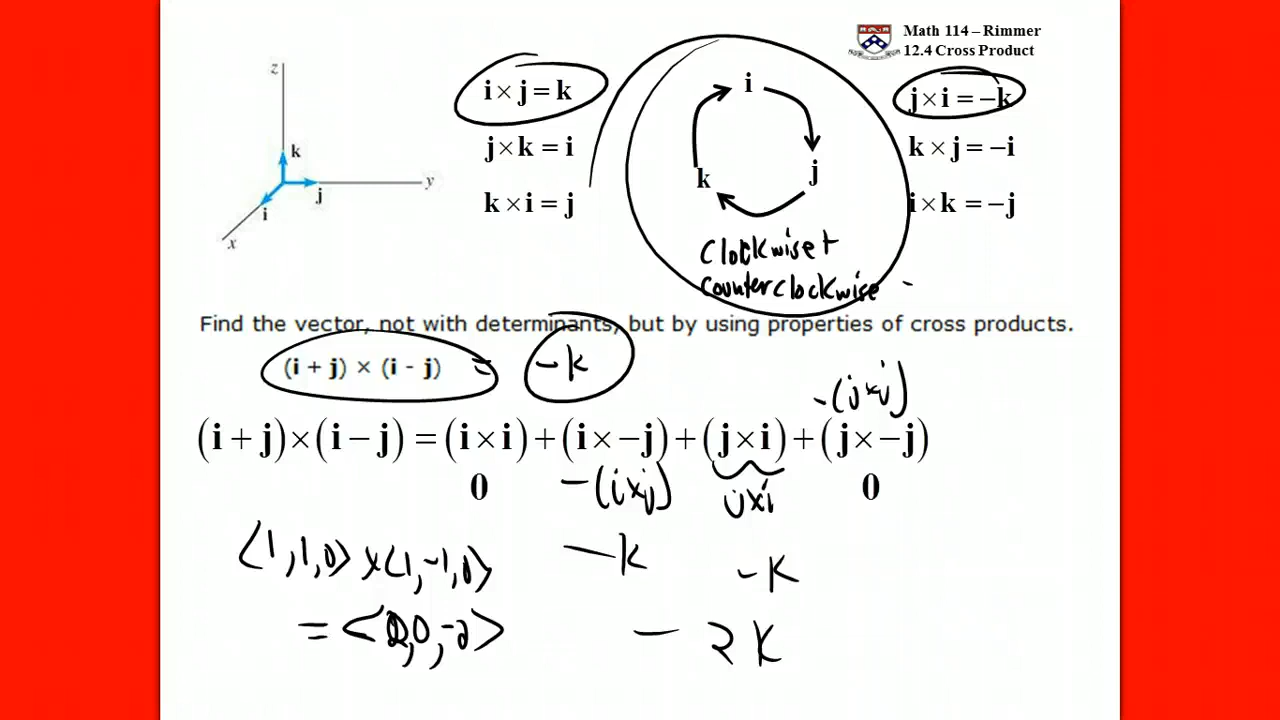 Math 114 – Rimmer
12.4 Cross Product
z
k
j
y
i
x
i × j = k
j × k = i
k × i = j
i
j
k
j × i = −k
k × j = −i
i × k = −j
Clockwise +
Counterclockwise -
Find the vector, not with determinants, but by using properties of cross products.
(i + j) × (i - j) = -k
-(j×j)
(i + j)×(i − j) = (i × i) + (i × −j) + (j × i) + (j × −j)
0 -(i×j) j×i 0
<1,1,0> × <1,-1,0> -k -k
= <0,0,-2> -2k